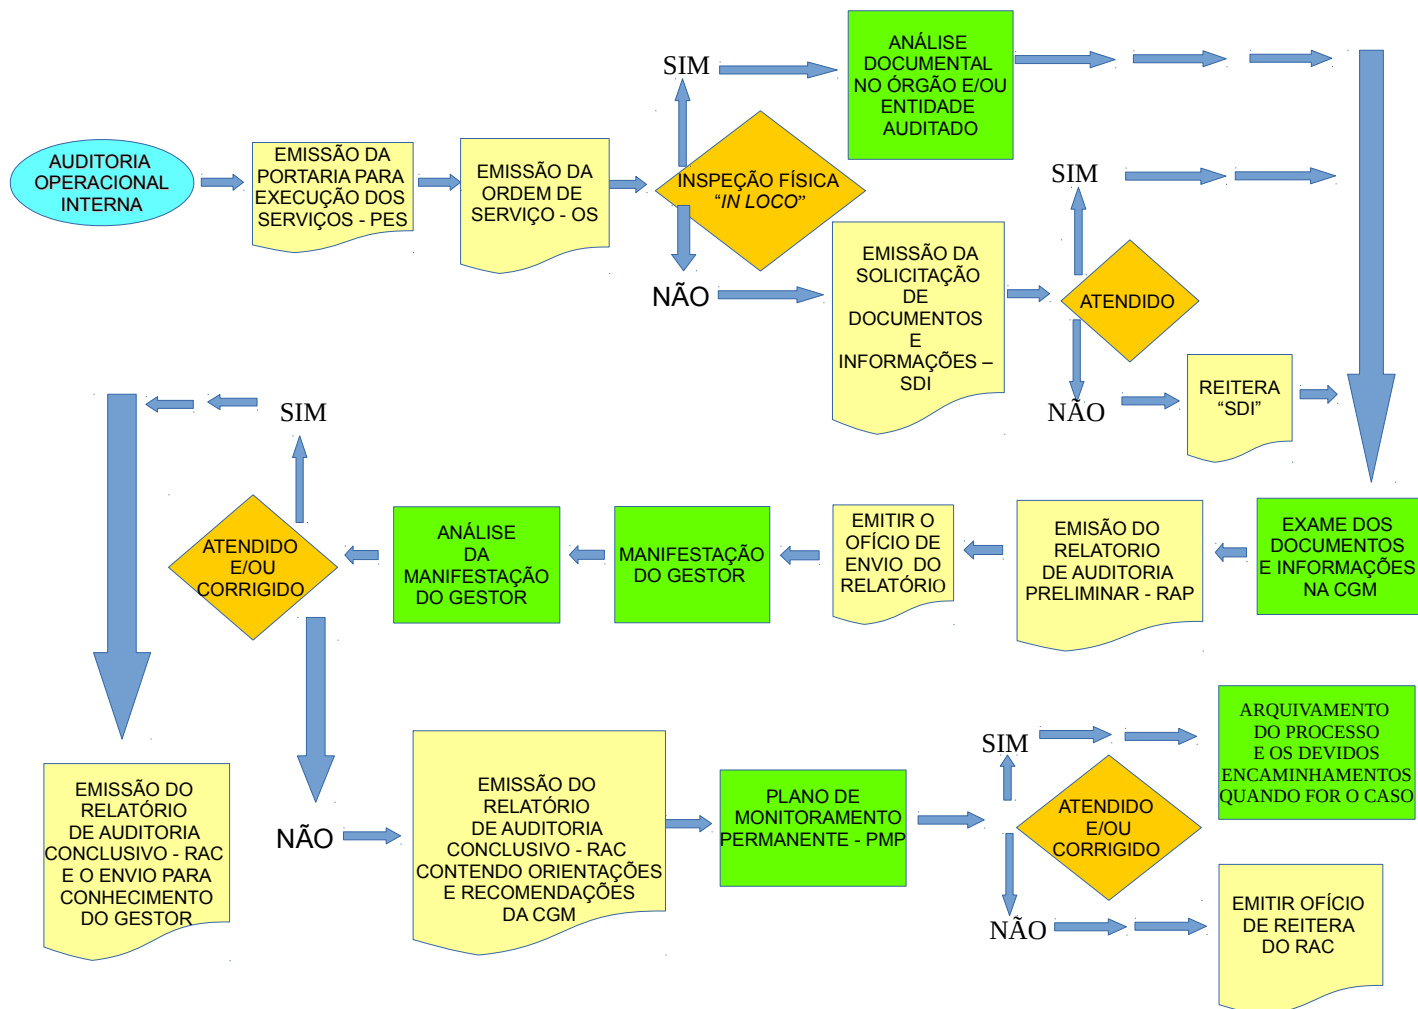 AUDITORIA
OPERACIONAL
INTERNA
EMISSÃO DA
PORTARIA PARA
EXECUÇÃO DOS
SERVIÇOS - PES
EMISSÃO DA
ORDEM DE
SERVIÇO - OS
INSPEÇÃO FÍSICA
“IN LOCO”
SIM
ANÁLISE
DOCUMENTAL
NO ÓRGÃO E/OU
ENTIDADE
AUDITADO
NÃO
EMISSÃO DA
SOLICITAÇÃO
DE
DOCUMENTOS
E
INFORMAÇÕES –
SDI
ATENDIDO
SIM
NÃO
REITERA
“SDI”
EXAME DOS
DOCUMENTOS
E INFORMAÇÕES
NA CGM
EMISÃO DO
RELATORIO
DE AUDITORIA
PRELIMINAR - RAP
EMITIR O
OFÍCIO DE
ENVIO DO
RELATÓRIO
MANIFESTAÇÃO
DO GESTOR
ANÁLISE
DA
MANIFESTAÇÃO
DO GESTOR
ATENDIDO
E/OU
CORRIGIDO
SIM
EMISSÃO DO
RELATÓRIO
DE AUDITORIA
CONCLUSIVO - RAC
E O ENVIO PARA
CONHECIMENTO
DO GESTOR
NÃO
EMISSÃO DO
RELATÓRIO
DE AUDITORIA
CONCLUSIVO - RAC
CONTENDO ORIENTAÇÕES
E RECOMENDAÇÕES
DA CGM
PLANO DE
MONITORAMENTO
PERMANENTE - PMP
ATENDIDO
E/OU
CORRIGIDO
SIM
ARQUIVAMENTO
DO PROCESSO
E OS DEVIDOS
ENCAMINHAMENTOS
QUANDO FOR O CASO
NÃO
EMITIR OFÍCIO
DE REITERA
DO RAC